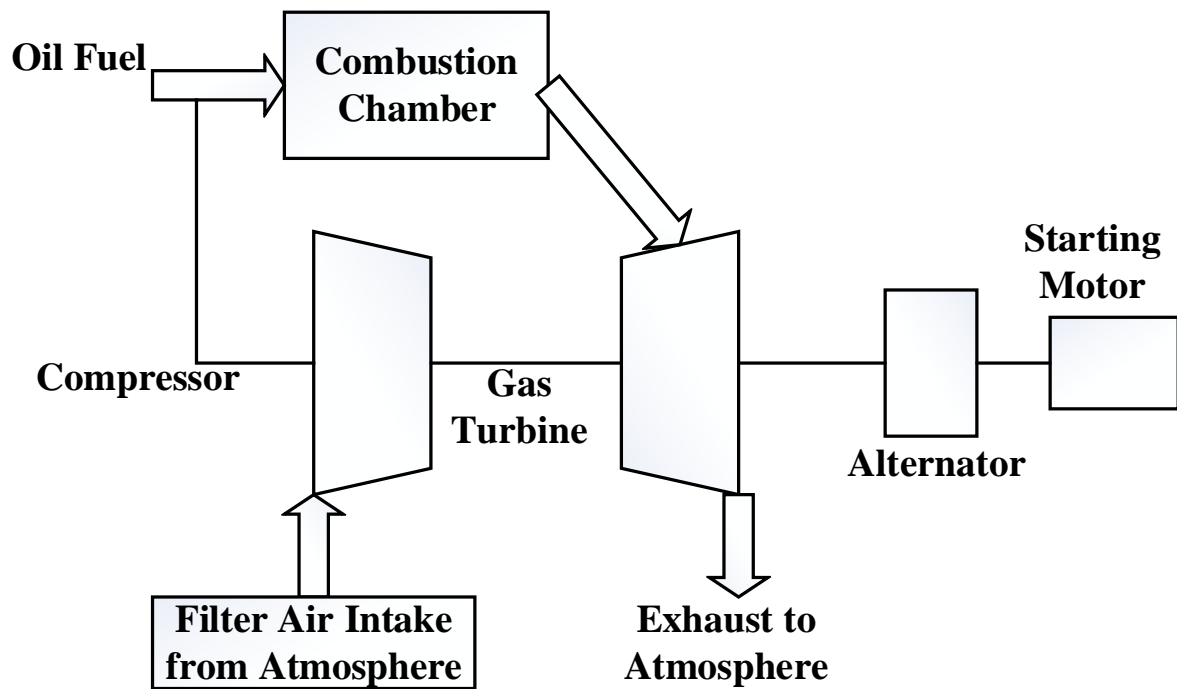 Oil Fuel
Combustion
Chamber
Starting
Motor
Compressor
Gas
Turbine
Alternator
Filter Air Intake
from Atmosphere
Exhaust to
Atmosphere